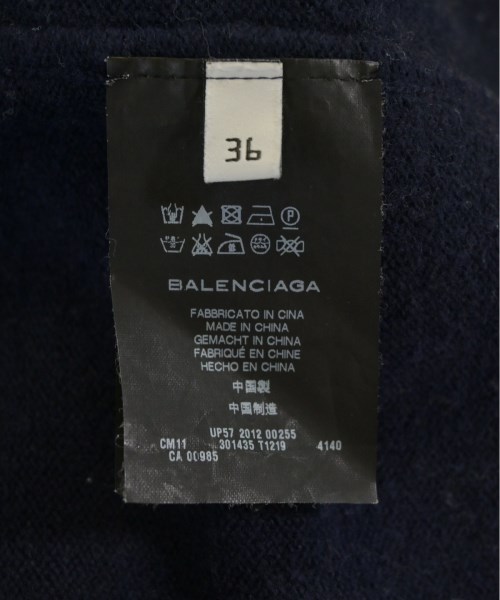 36
BALENCIAGA
FABBRICATO IN CINA
MADE IN CHINA
GEMACHT IN CHINA
FABRIQUÉ EN CHINE
HECHO EN CHINA
中国製
中国制造
UP57 2012 00255
CM11 301435 T1219 4140
CA 00985